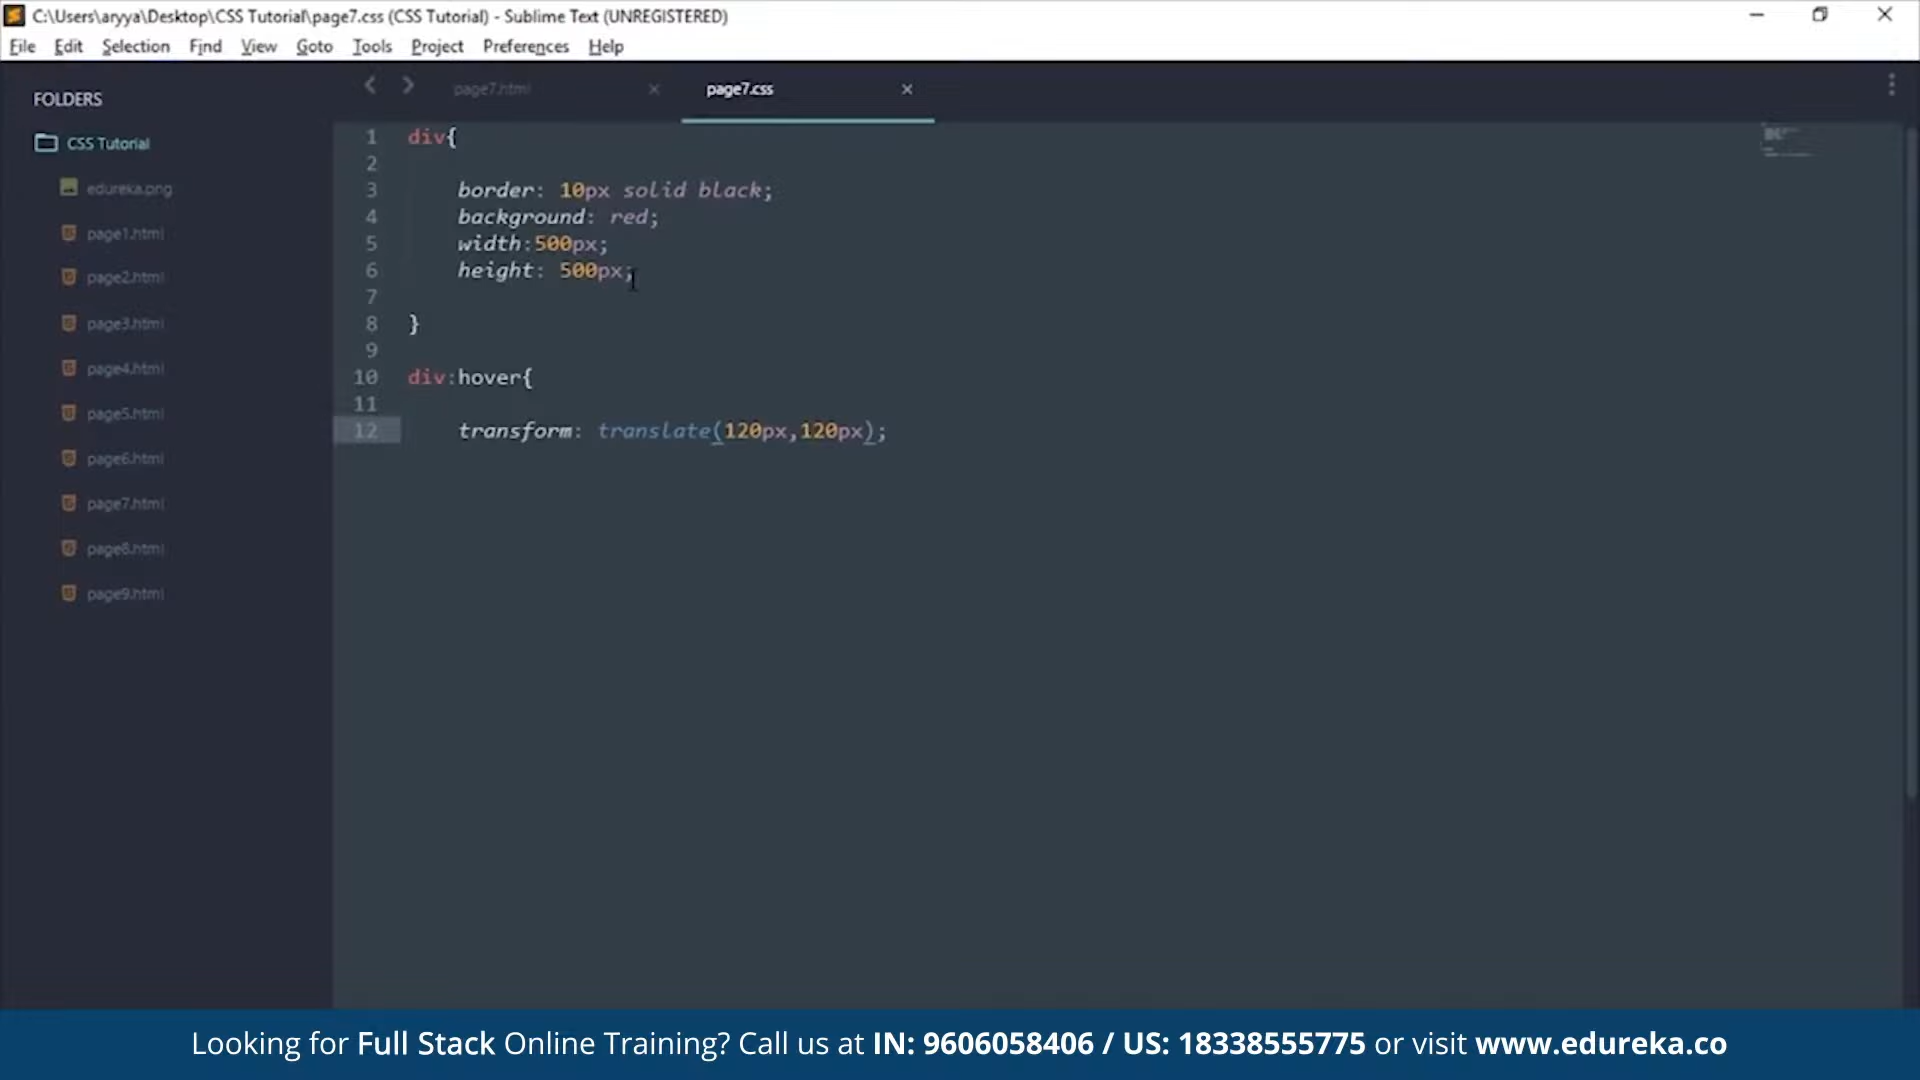 C:\Users\aryya\Desktop\CSS Tutorial\page7.css (CSS Tutorial) - Sublime Text (UNREGISTERED)
File Edit Selection Find View Goto Tools Project Preferences Help
FOLDERS
CSS Tutorial
edureka.png
page1.html
page2.html
page3.html
page4.html
page5.html
page6.html
page7.html
page8.html
page9.html
page7.html page7.css
1 div{
2
3 border: 10px solid black;
4 background: red;
5 width:500px;
6 height: 500px;
7
8 }
9
10 div:hover{
11
12 transform: translate(120px,120px);
Looking for Full Stack Online Training? Call us at IN: 9606058406 / US: 18338555775 or visit www.edureka.co